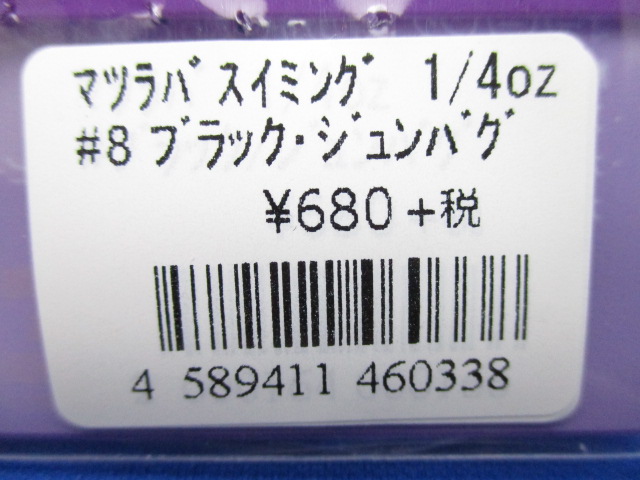 ﾏﾂﾗﾊﾞ ｽｲﾐﾝｸﾞ 1/4oz
#8 ﾌﾞﾗｯｸ･ｼﾞｭﾝﾊﾞｸﾞ
¥680 +税
4 589411 460338